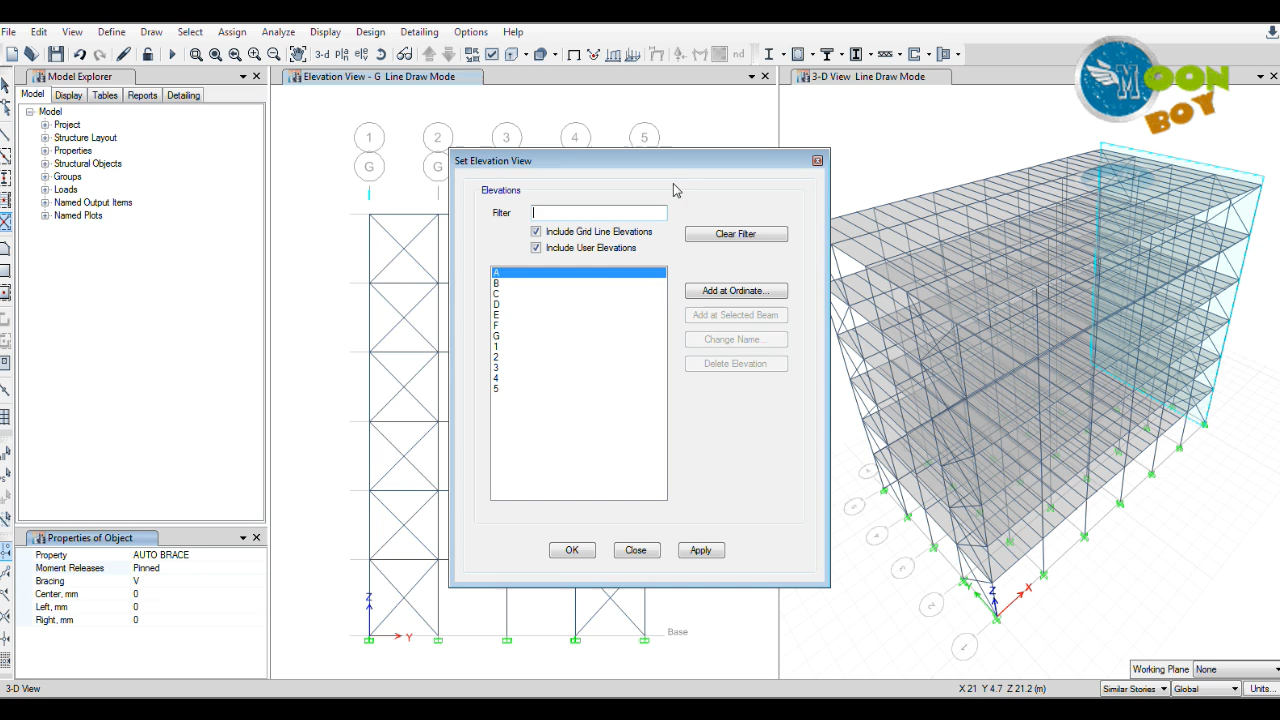 File Edit View Define Draw Select Assign Analyze Display Design Detailing Options Help
3-d nd
Model Explorer
Model Display Tables Reports Detailing
Model
Project
Structure Layout
Properties
Structural Objects
Groups
Loads
Named Output Items
Named Plots
Properties of Object
Property AUTO BRACE
Moment Releases Pinned
Bracing V
Center, mm 0
Left, mm 0
Right, mm 0
Elevation View - G Line Draw Mode
1 2 3 4 5
G G
Z
Y
Base
Set Elevation View
Elevations
Filter
Include Grid Line Elevations
Include User Elevations
Clear Filter
A
B
C
D
E
F
G
1
2
3
4
5
Add at Ordinate...
Add at Selected Beam
Change Name...
Delete Elevation
OK Close Apply
3-D View Line Draw Mode
MOON
BOY
Z
Y
X
Working Plane None
3-D View
X 21 Y 4.7 Z 21.2 (m)
Similar Stories Global Units...